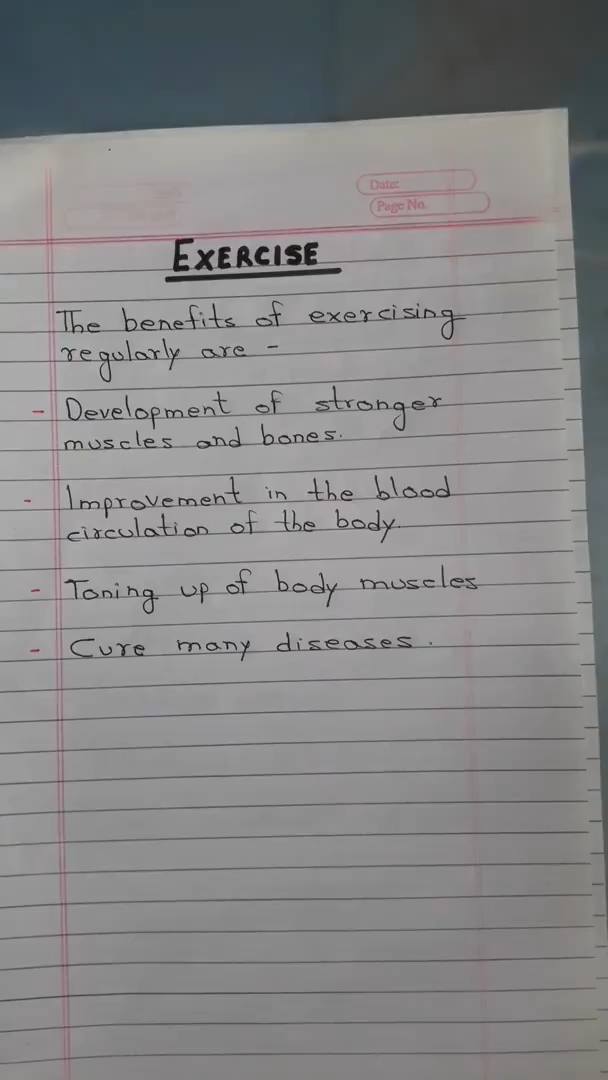 Date:
Page No.
EXERCISE
The benefits of exercising
regularly are -
- Development of stronger
muscles and bones.
- Improvement in the blood
circulation of the body.
- Toning up of body muscles
- Cure many diseases.